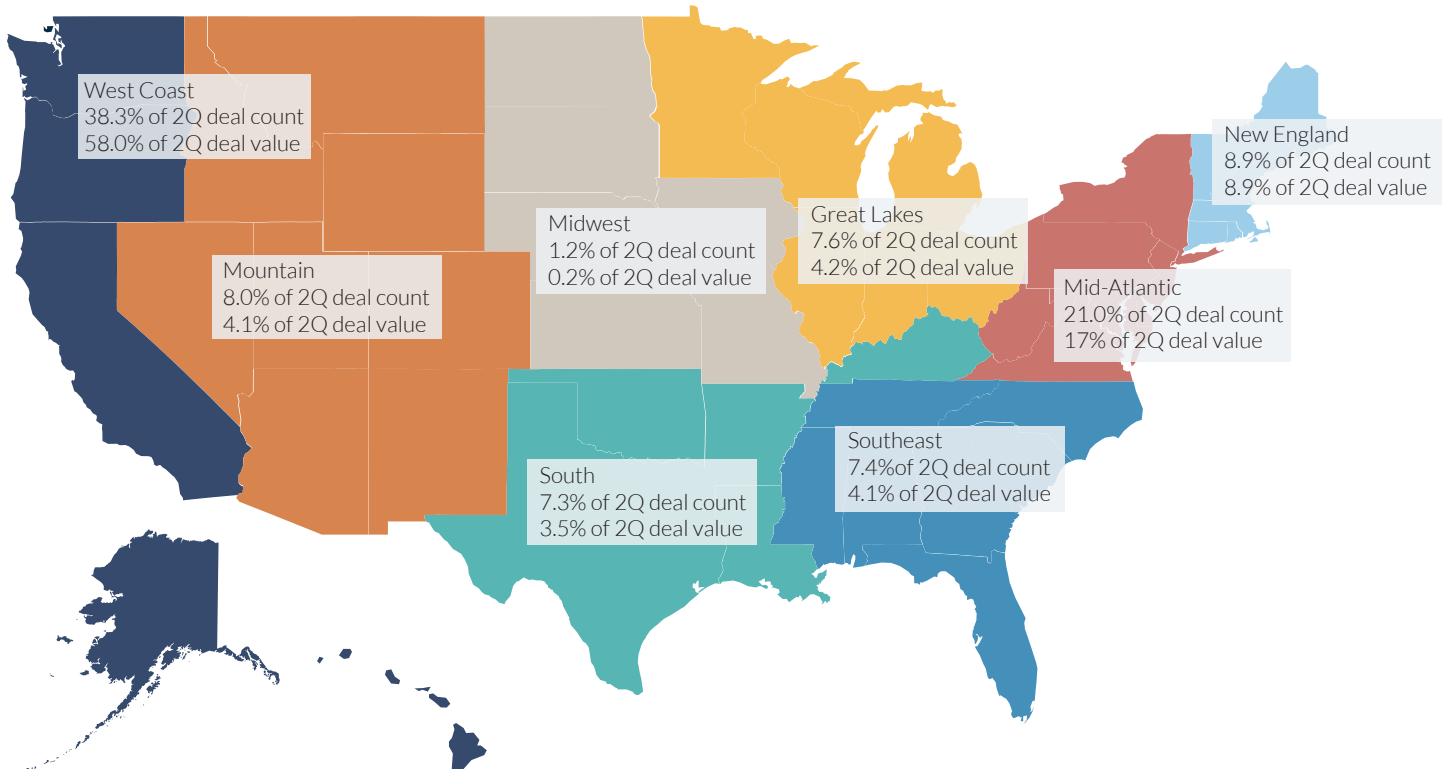 West Coast
38.3% of 2Q deal count
58.0% of 2Q deal value
Mountain
8.0% of 2Q deal count
4.1% of 2Q deal value
Midwest
1.2% of 2Q deal count
0.2% of 2Q deal value
Great Lakes
7.6% of 2Q deal count
4.2% of 2Q deal value
New England
8.9% of 2Q deal count
8.9% of 2Q deal value
Mid-Atlantic
21.0% of 2Q deal count
17% of 2Q deal value
South
7.3% of 2Q deal count
3.5% of 2Q deal value
Southeast
7.4%of 2Q deal count
4.1% of 2Q deal value